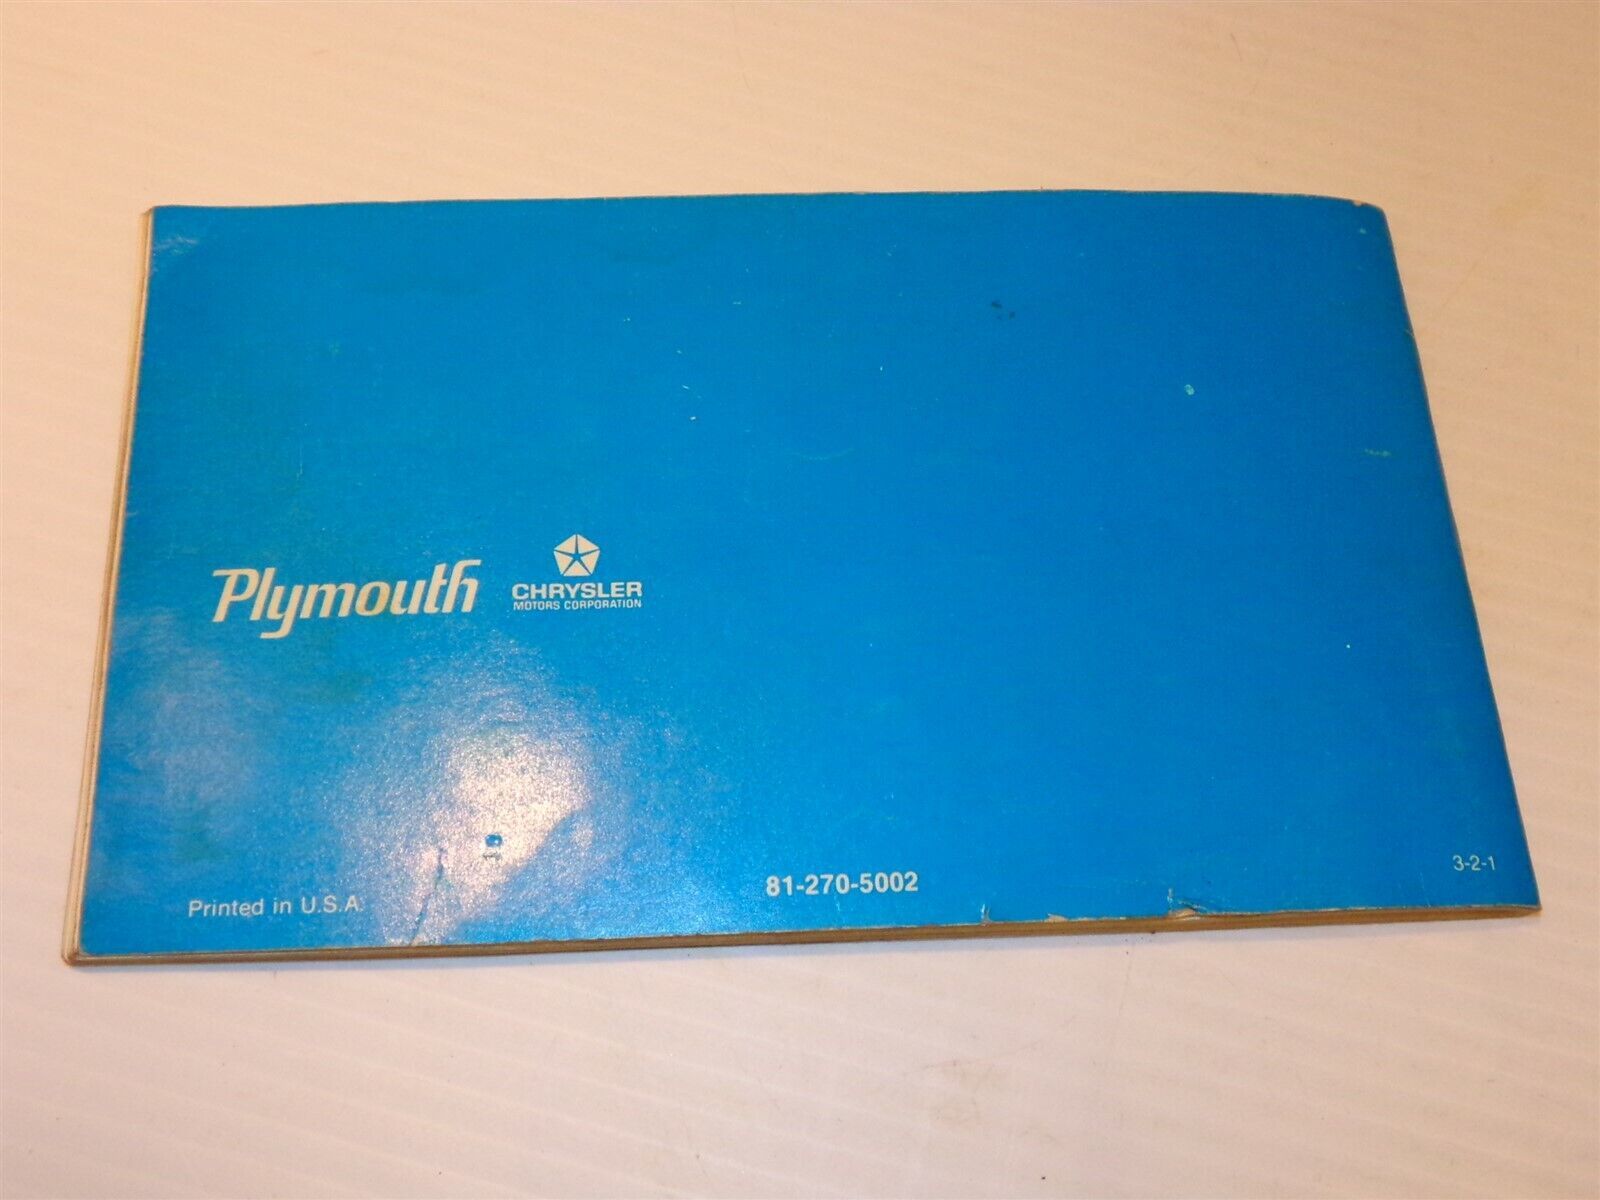 Plymouth
CHRYSLER
MOTORS CORPORATION
Printed in U.S.A.
81-270-5002
3-2-1